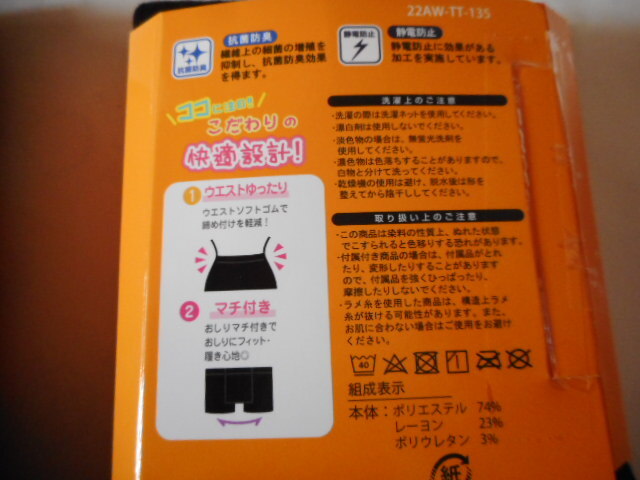 22AW-TT-135
抗菌防臭
抗菌防臭
繊維上の細菌の増殖を
抑制し、抗菌防臭効果
を得ます。
静電防止
静電防止
静電防止に効果がある
加工を実施しています。
ココに注目!!
こだわりの
快適設計!
1 ウエストゆったり
ウエストソフトゴムで
締め付けを軽減!
2 マチ付き
おしりマチ付きで
おしりにフィット・
履き心地◎
洗濯上のご注意
・洗濯の際は洗濯ネットを使用してください。
・漂白剤は使用しないでください。
・淡色物の場合は、無蛍光洗剤を
使用してください。
・濃色物は色落ちすることがありますので、
白物と分けて洗ってください。
・乾燥機の使用は避け、脱水後は形を
整えてから陰干ししてください。
取り扱い上のご注意
・この商品は染料の性質上、ぬれた状態
でこすられると色移りする恐れがあります。
・付属付き商品の場合は、付属品がとれ
たり、変形したりすることがあります
ので、付属品を強くひっぱったり、
摩擦したりしないでください。
・ラメ糸を使用した商品は、構造上ラメ
糸が抜ける可能性があります。また、
お肌に合わない場合はご使用をお避け
ください。
40
組成表示
本体:ポリエステル 74%
レーヨン 23%
ポリウレタン 3%
紙